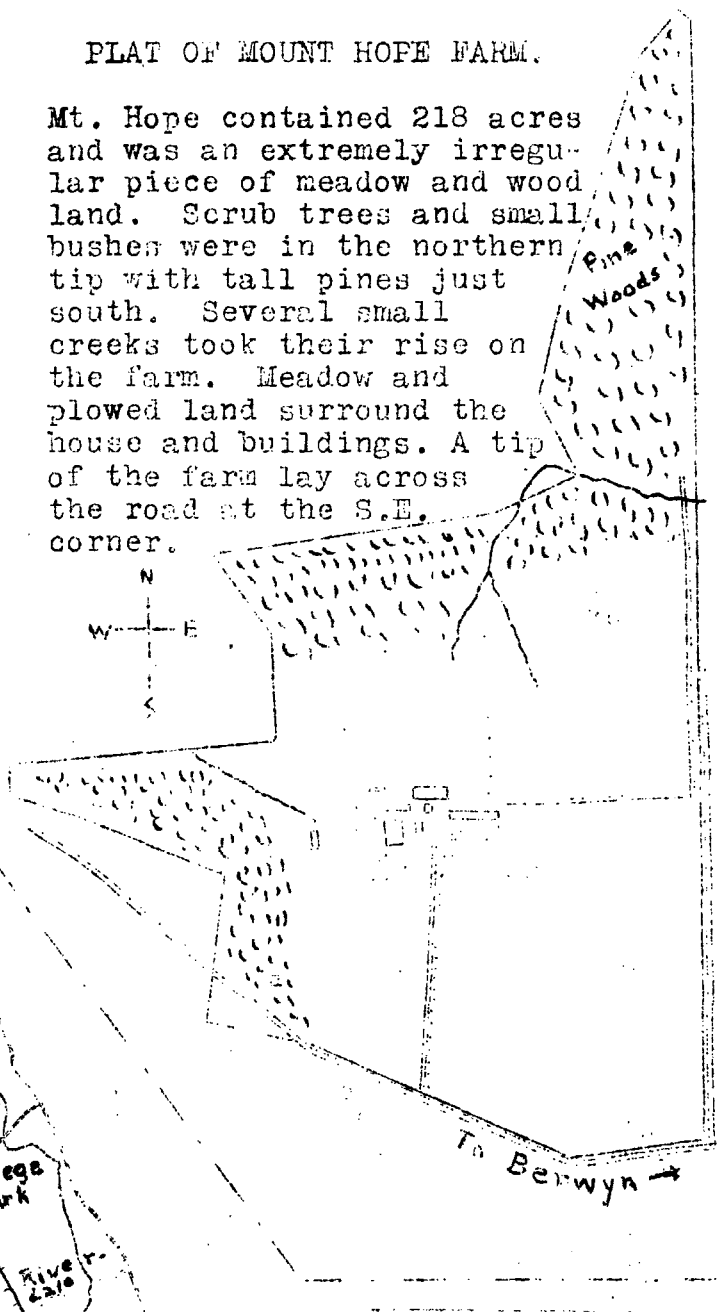 PLAT OF MOUNT HOPE FARM.
Mt. Hope contained 218 acres
and was an extremely irregu-
lar piece of meadow and wood
land. Scrub trees and small
bushes were in the northern
tip with tall pines just
south. Several small
creeks took their rise on
the farm. Meadow and
plowed land surround the
house and buildings. A tip
of the farm lay across
the road at the S.E.
corner.
Pine
Woods
N
W E
S
To Berwyn →
ege
rk
River